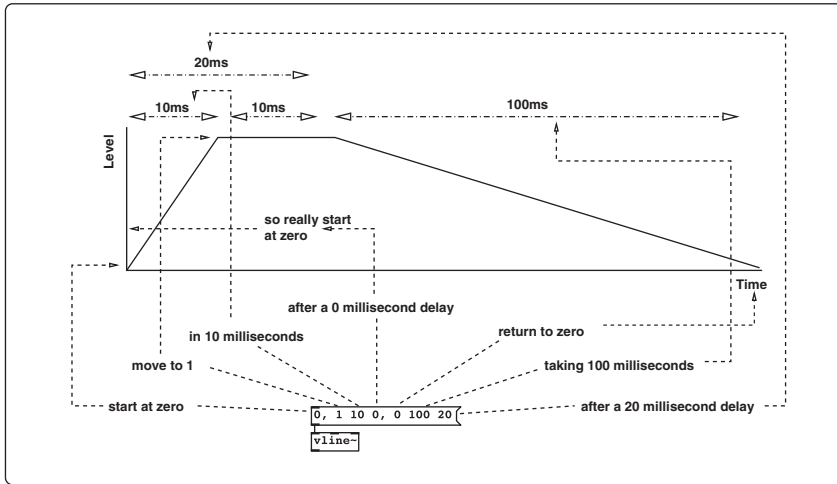 20ms
10ms
10ms
100ms
Level
so really start
at zero
Time
after a 0 millisecond delay
in 10 milliseconds
return to zero
move to 1
taking 100 milliseconds
start at zero
0, 1 10 0, 0 100 20
after a 20 millisecond delay
vline~